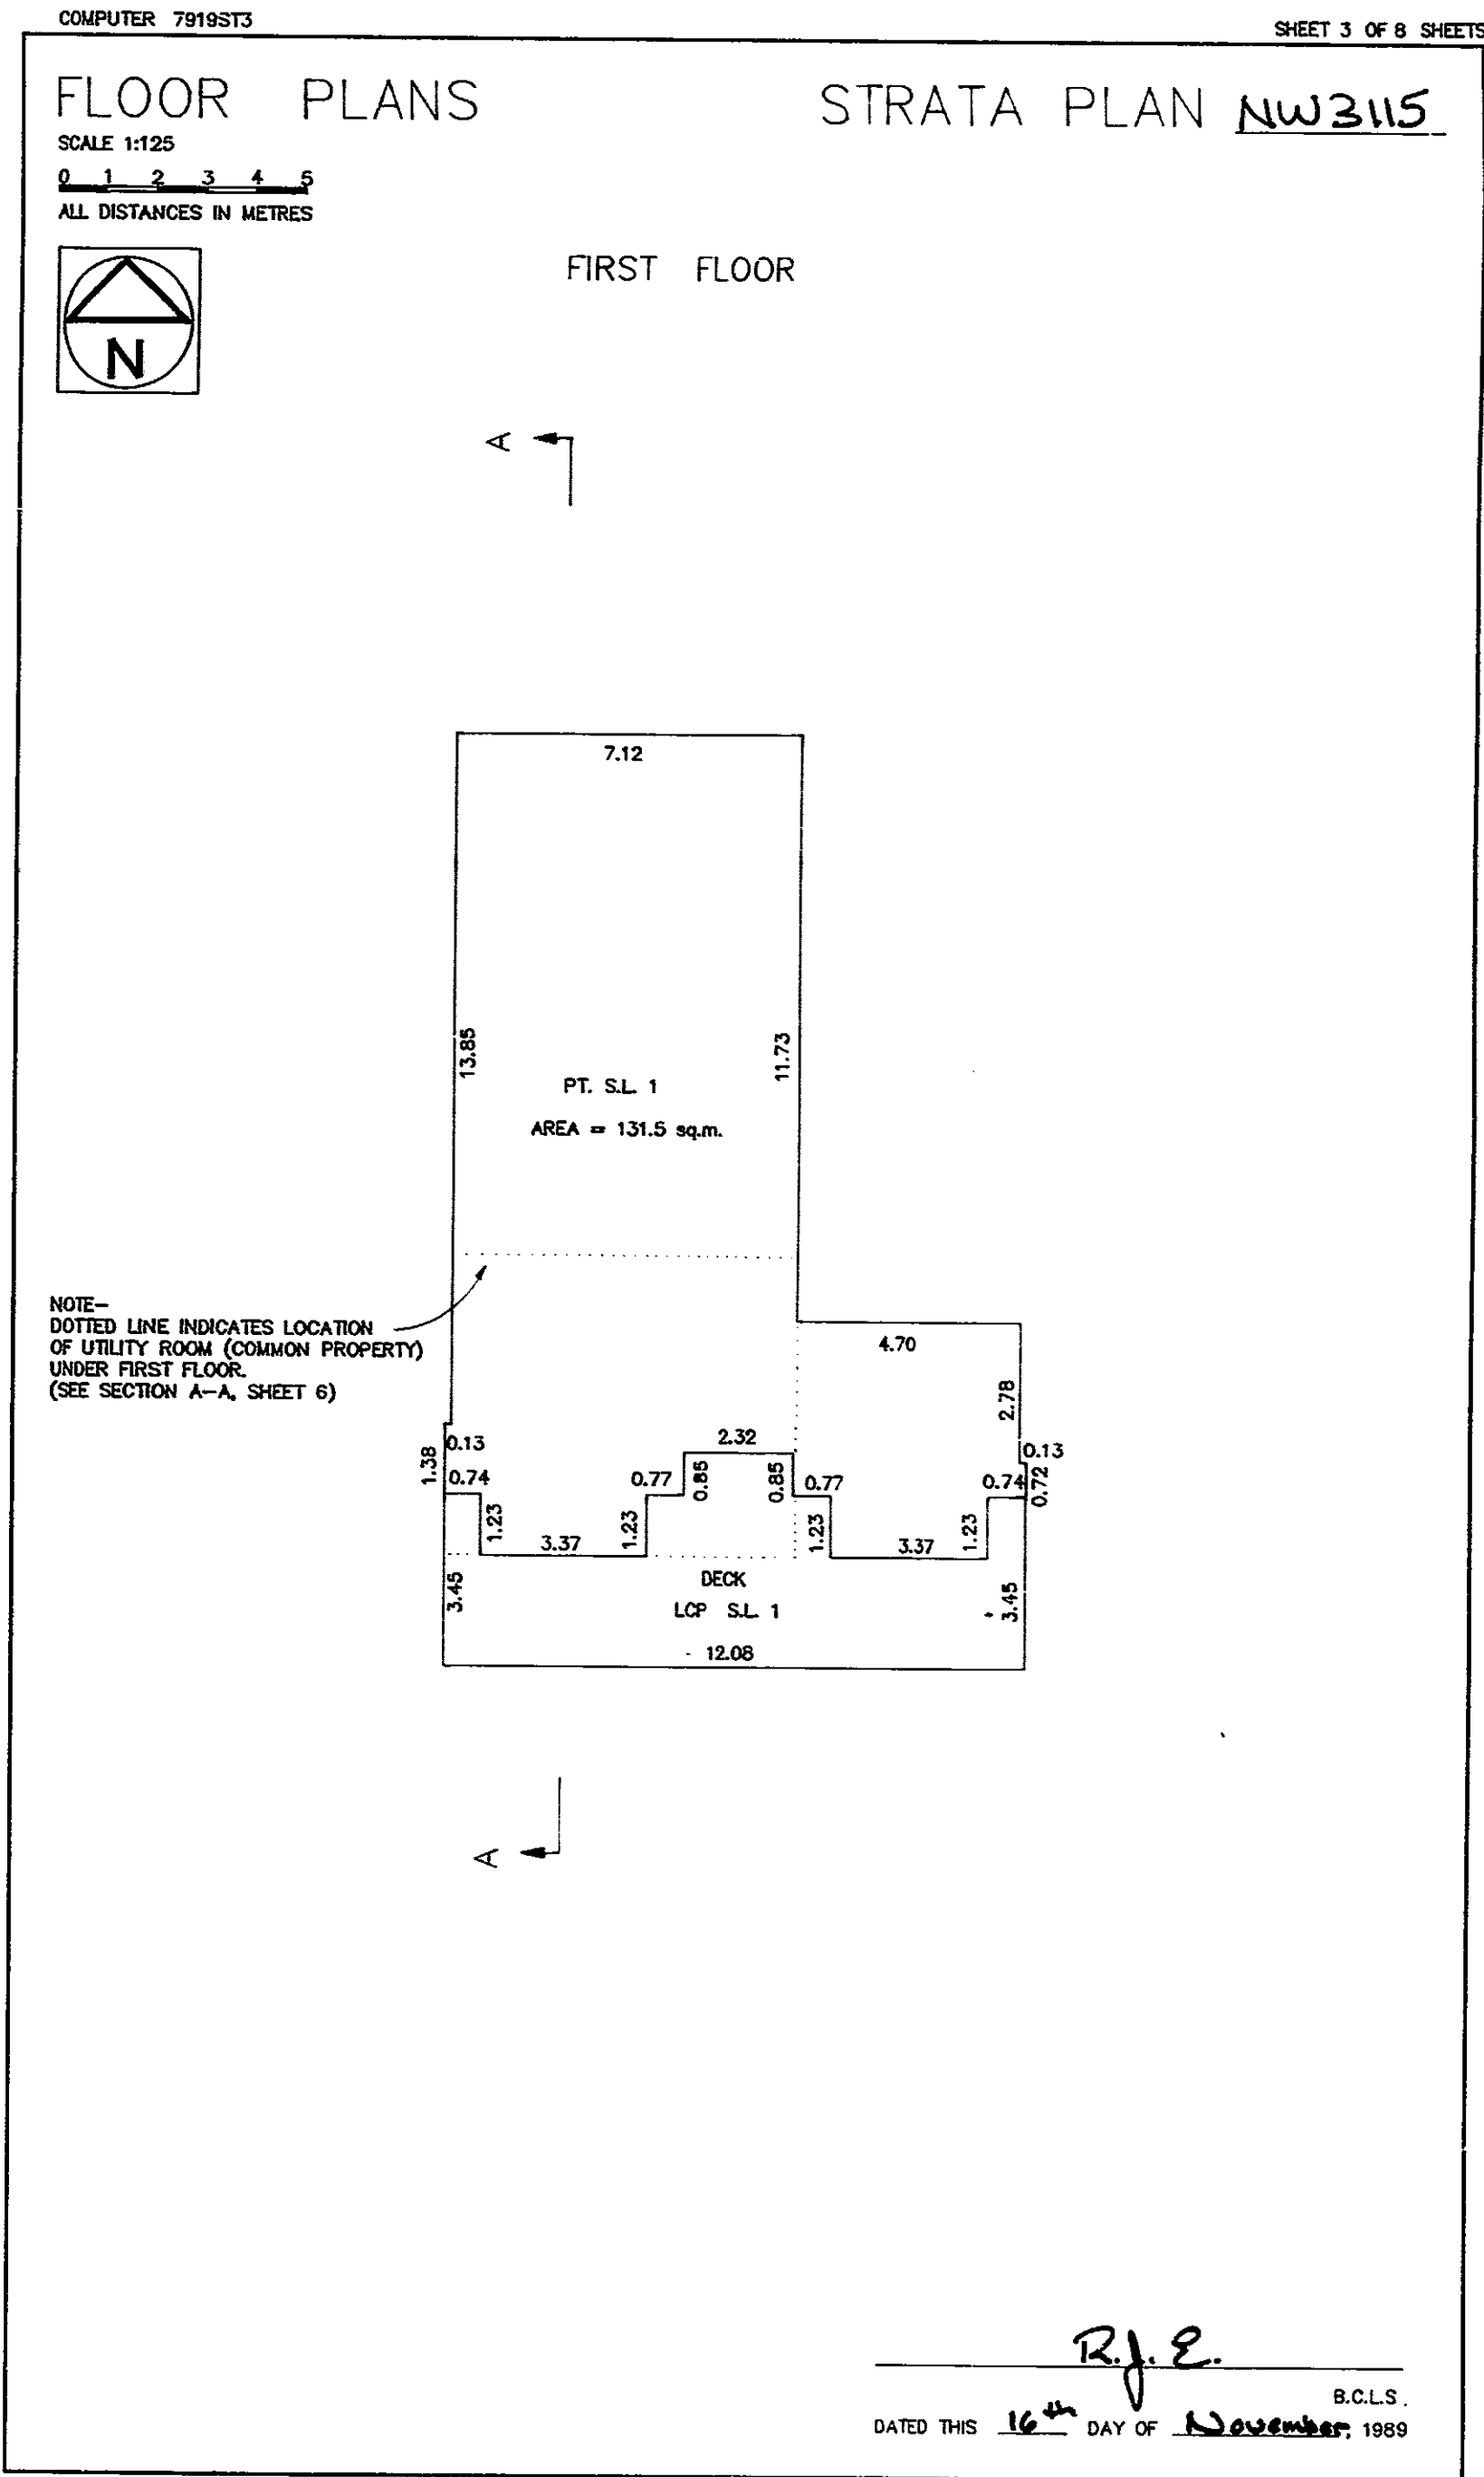 COMPUTER 7919ST3
SHEET 3 OF 8 SHEETS
FLOOR PLANS
STRATA PLAN NW3115
SCALE 1:125
0 1 2 3 4 5
ALL DISTANCES IN METRES
N
FIRST FLOOR
A
7.12
13.85
11.73
PT. S.L. 1
AREA = 131.5 sq.m.
NOTE-
DOTTED LINE INDICATES LOCATION
OF UTILITY ROOM (COMMON PROPERTY)
UNDER FIRST FLOOR.
(SEE SECTION A-A, SHEET 6)
4.70
2.78
1.38
0.13
2.32
0.13
0.74
0.77
0.85
0.85
0.77
0.74
0.72
1.23
3.37
1.23
1.23
3.37
1.23
3.45
DECK
LCP S.L. 1
3.45
12.08
A
R.J.E.
B.C.L.S.
DATED THIS 16th DAY OF November, 1989